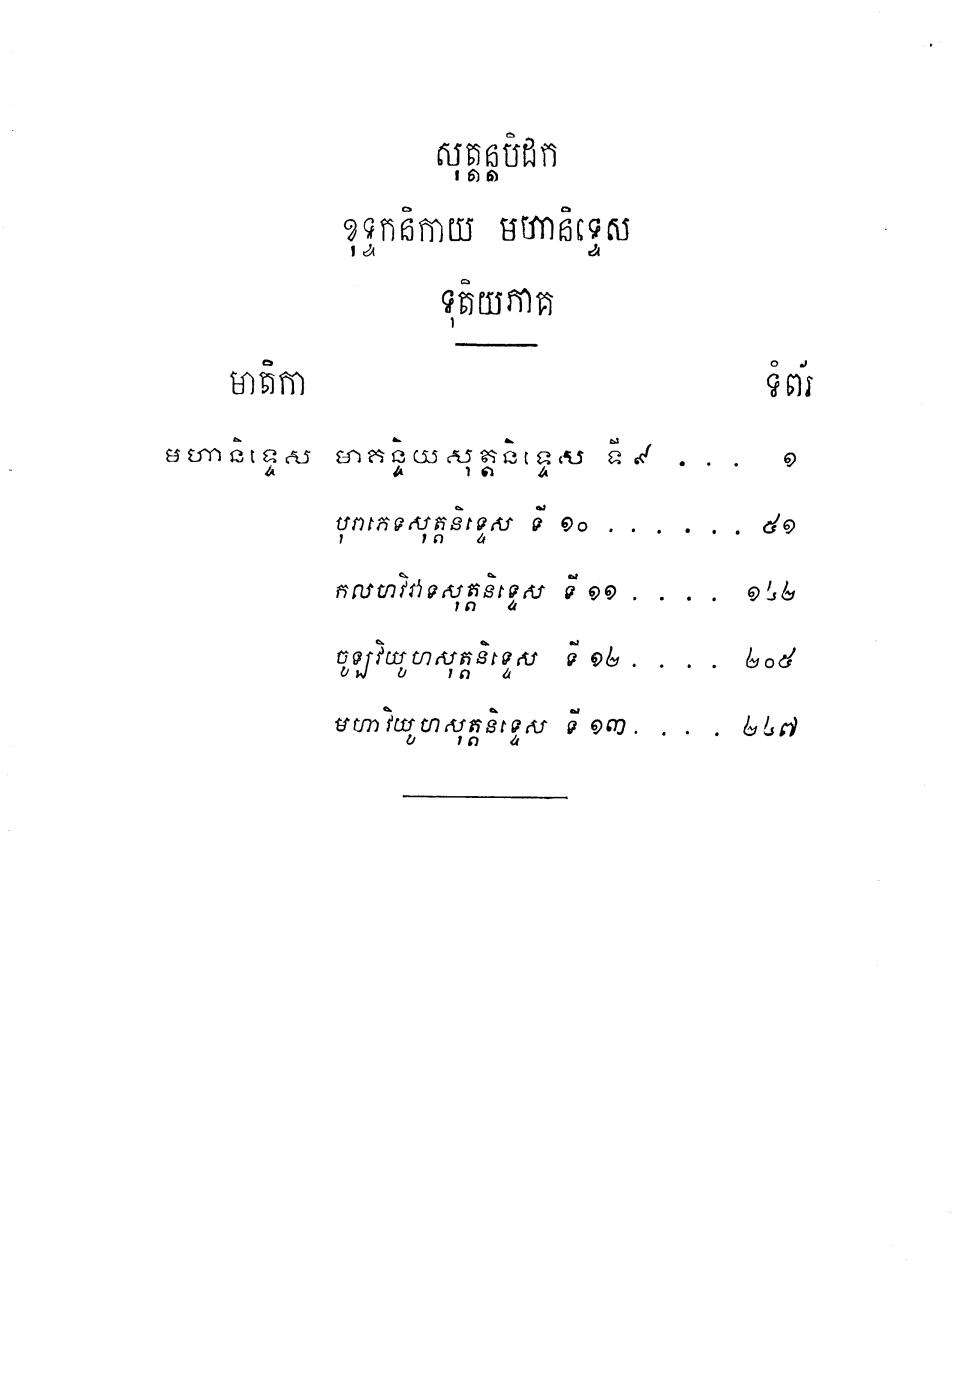 សុត្តន្តបិដក
ខុទ្ទកនិកាយ មហានិទ្ទេស
ទុតិយភាគ
មាតិកា ទំព័រ
មហានិទ្ទេស មាគន្ទិយសុត្តនិទ្ទេស ទី ៩ . . . ១
បុរាភេទសុត្តនិទ្ទេស ទី ១០ . . . . . . ៥១
កលហវិវាទសុត្តនិទ្ទេស ទី ១១ . . . . ១៤២
ចូឡវិយូហសុត្តនិទ្ទេស ទី ១២ . . . . ២០៥
មហាវិយូហសុត្តនិទ្ទេស ទី ១៣ . . . . ២៤៧